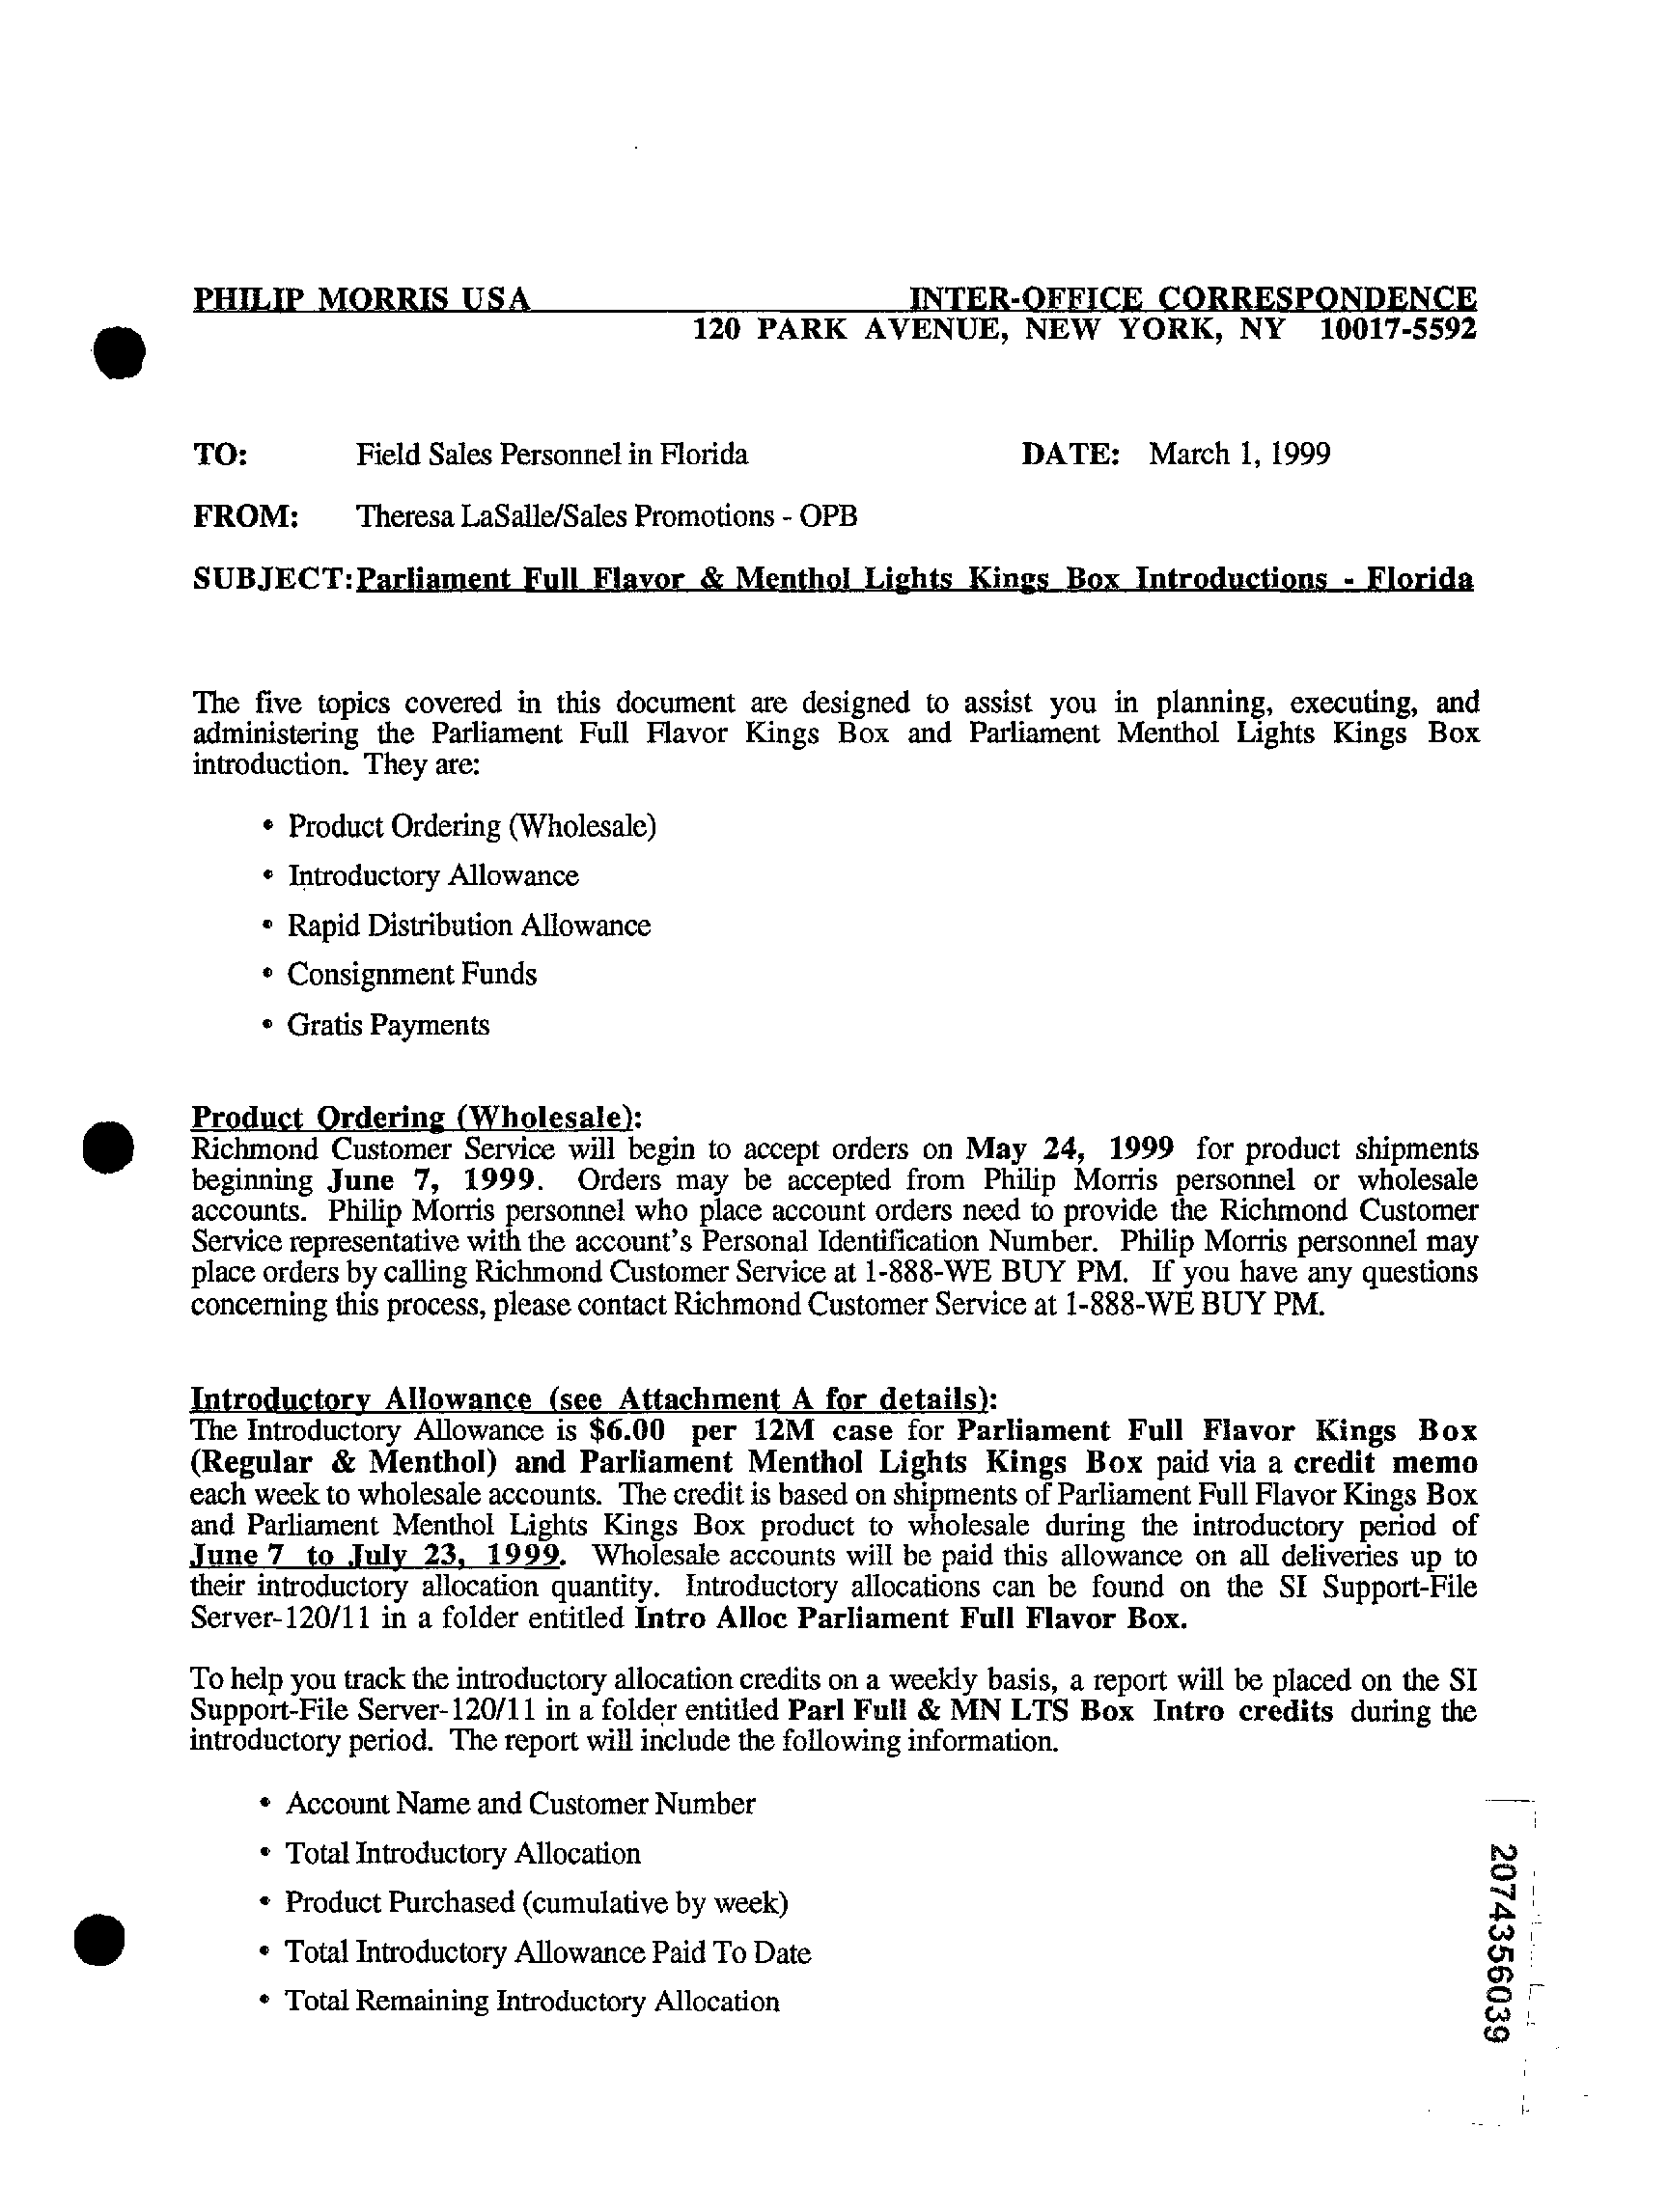 PHILIP MORRIS USA INTER-OFFICE CORRESPONDENCE
120 PARK AVENUE, NEW YORK, NY 10017-5592
TO: Field Sales Personnel in Florida DATE: March 1, 1999
FROM: Theresa LaSalle/Sales Promotions - OPB
SUBJECT: Parliament Full Flavor & Menthol Lights Kings Box Introductions - Florida
The five topics covered in this document are designed to assist you in planning, executing, and
administering the Parliament Full Flavor Kings Box and Parliament Menthol Lights Kings Box
introduction. They are:
• Product Ordering (Wholesale)
• Introductory Allowance
• Rapid Distribution Allowance
• Consignment Funds
• Gratis Payments
Product Ordering (Wholesale):
Richmond Customer Service will begin to accept orders on May 24, 1999 for product shipments
beginning June 7, 1999. Orders may be accepted from Philip Morris personnel or wholesale
accounts. Philip Morris personnel who place account orders need to provide the Richmond Customer
Service representative with the account's Personal Identification Number. Philip Morris personnel may
place orders by calling Richmond Customer Service at 1-888-WE BUY PM. If you have any questions
concerning this process, please contact Richmond Customer Service at 1-888-WE BUY PM.
Introductory Allowance (see Attachment A for details):
The Introductory Allowance is $6.00 per 12M case for Parliament Full Flavor Kings Box
(Regular & Menthol) and Parliament Menthol Lights Kings Box paid via a credit memo
each week to wholesale accounts. The credit is based on shipments of Parliament Full Flavor Kings Box
and Parliament Menthol Lights Kings Box product to wholesale during the introductory period of
June 7 to July 23, 1999. Wholesale accounts will be paid this allowance on all deliveries up to
their introductory allocation quantity. Introductory allocations can be found on the SI Support-File
Server-120/11 in a folder entitled Intro Alloc Parliament Full Flavor Box.
To help you track the introductory allocation credits on a weekly basis, a report will be placed on the SI
Support-File Server-120/11 in a folder entitled Parl Full & MN LTS Box Intro credits during the
introductory period. The report will include the following information.
• Account Name and Customer Number
• Total Introductory Allocation
• Product Purchased (cumulative by week)
• Total Introductory Allowance Paid To Date
• Total Remaining Introductory Allocation
2074356039